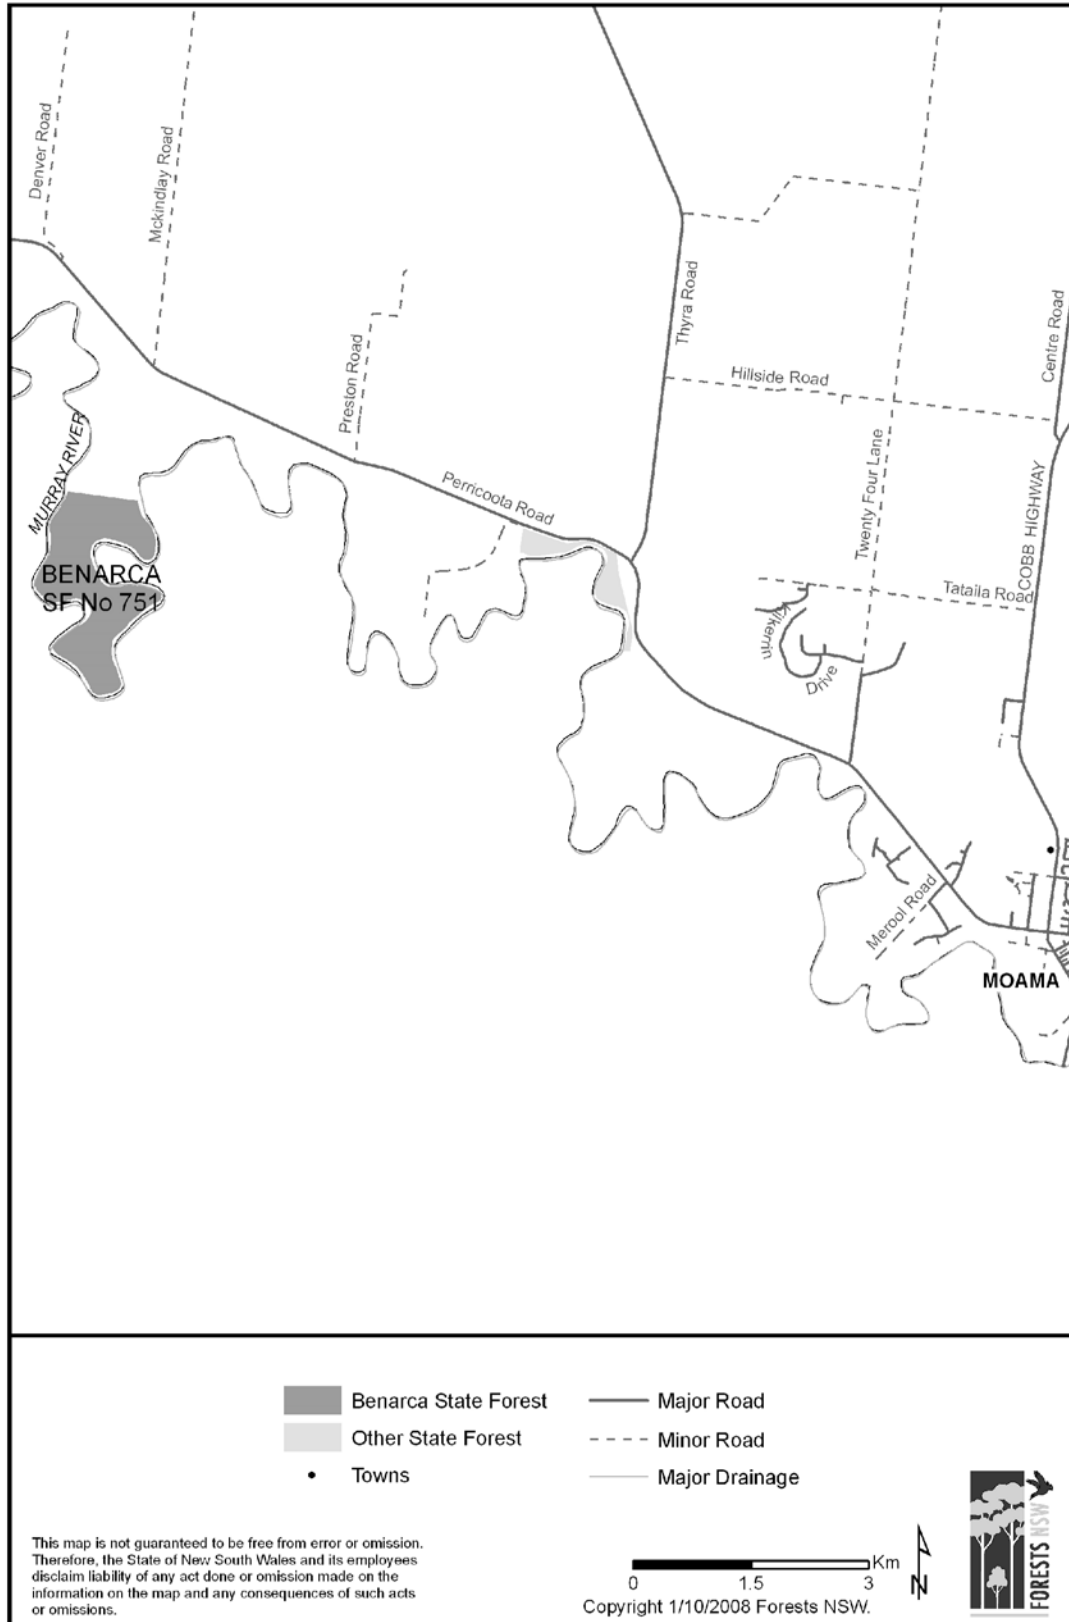 Denver Road
Mckindlay Road
Thyra Road
Centre Road
Preston Road
Hillside Road
MURRAY RIVER
Perricoota Road
Twenty Four Lane
COBB HIGHWAY
BENARCA
SF No 751
Tataila Road
Kilkerrin
Drive
Merool Road
MOAMA
Benarca State Forest
Other State Forest
Towns
Major Road
Minor Road
Major Drainage
This map is not guaranteed to be free from error or omission.
Therefore, the State of New South Wales and its employees
disclaim liability of any act done or omission made on the
information on the map and any consequences of such acts
or omissions.
Km
0 1.5 3
N
Copyright 1/10/2008 Forests NSW.
FORESTS NSW